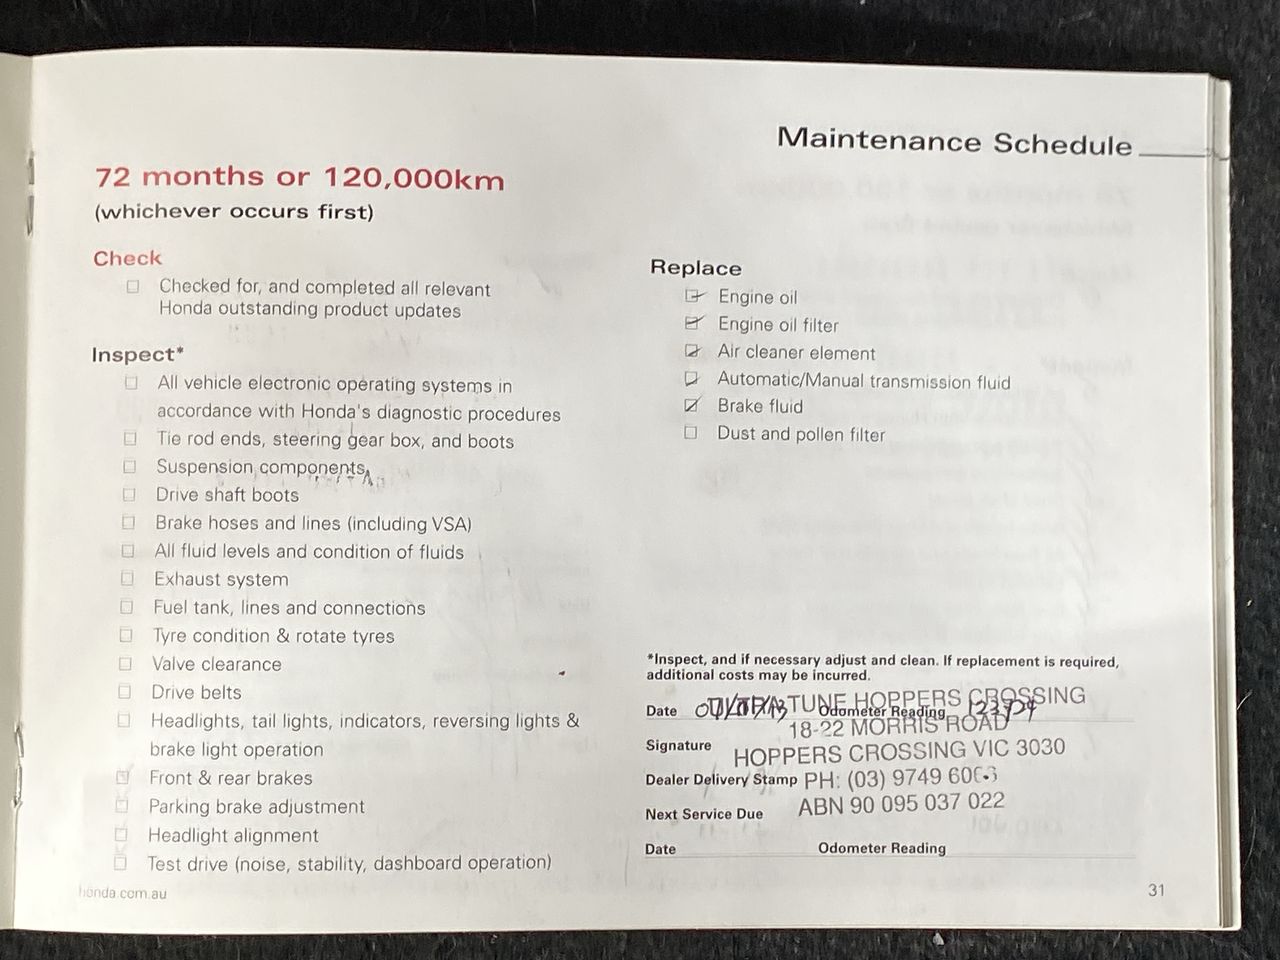 Maintenance Schedule
72 months or 120,000km
(whichever occurs first)
Check
Checked for, and completed all relevant
Honda outstanding product updates
Inspect*
All vehicle electronic operating systems in
accordance with Honda's diagnostic procedures
Tie rod ends, steering gear box, and boots
Suspension components
Drive shaft boots
Brake hoses and lines (including VSA)
All fluid levels and condition of fluids
Exhaust system
Fuel tank, lines and connections
Tyre condition & rotate tyres
Valve clearance
Drive belts
Headlights, tail lights, indicators, reversing lights &
brake light operation
Front & rear brakes
Parking brake adjustment
Headlight alignment
Test drive (noise, stability, dashboard operation)
honda.com.au
Replace
Engine oil
Engine oil filter
Air cleaner element
Automatic/Manual transmission fluid
Brake fluid
Dust and pollen filter
*Inspect, and if necessary adjust and clean. If replacement is required,
additional costs may be incurred.
TUNE HOPPERS CROSSING
Date Odometer Reading
18-22 MORRIS ROAD
Signature HOPPERS CROSSING VIC 3030
Dealer Delivery Stamp PH: (03) 9749
Next Service Due ABN 90 095 037 022
Date Odometer Reading
31